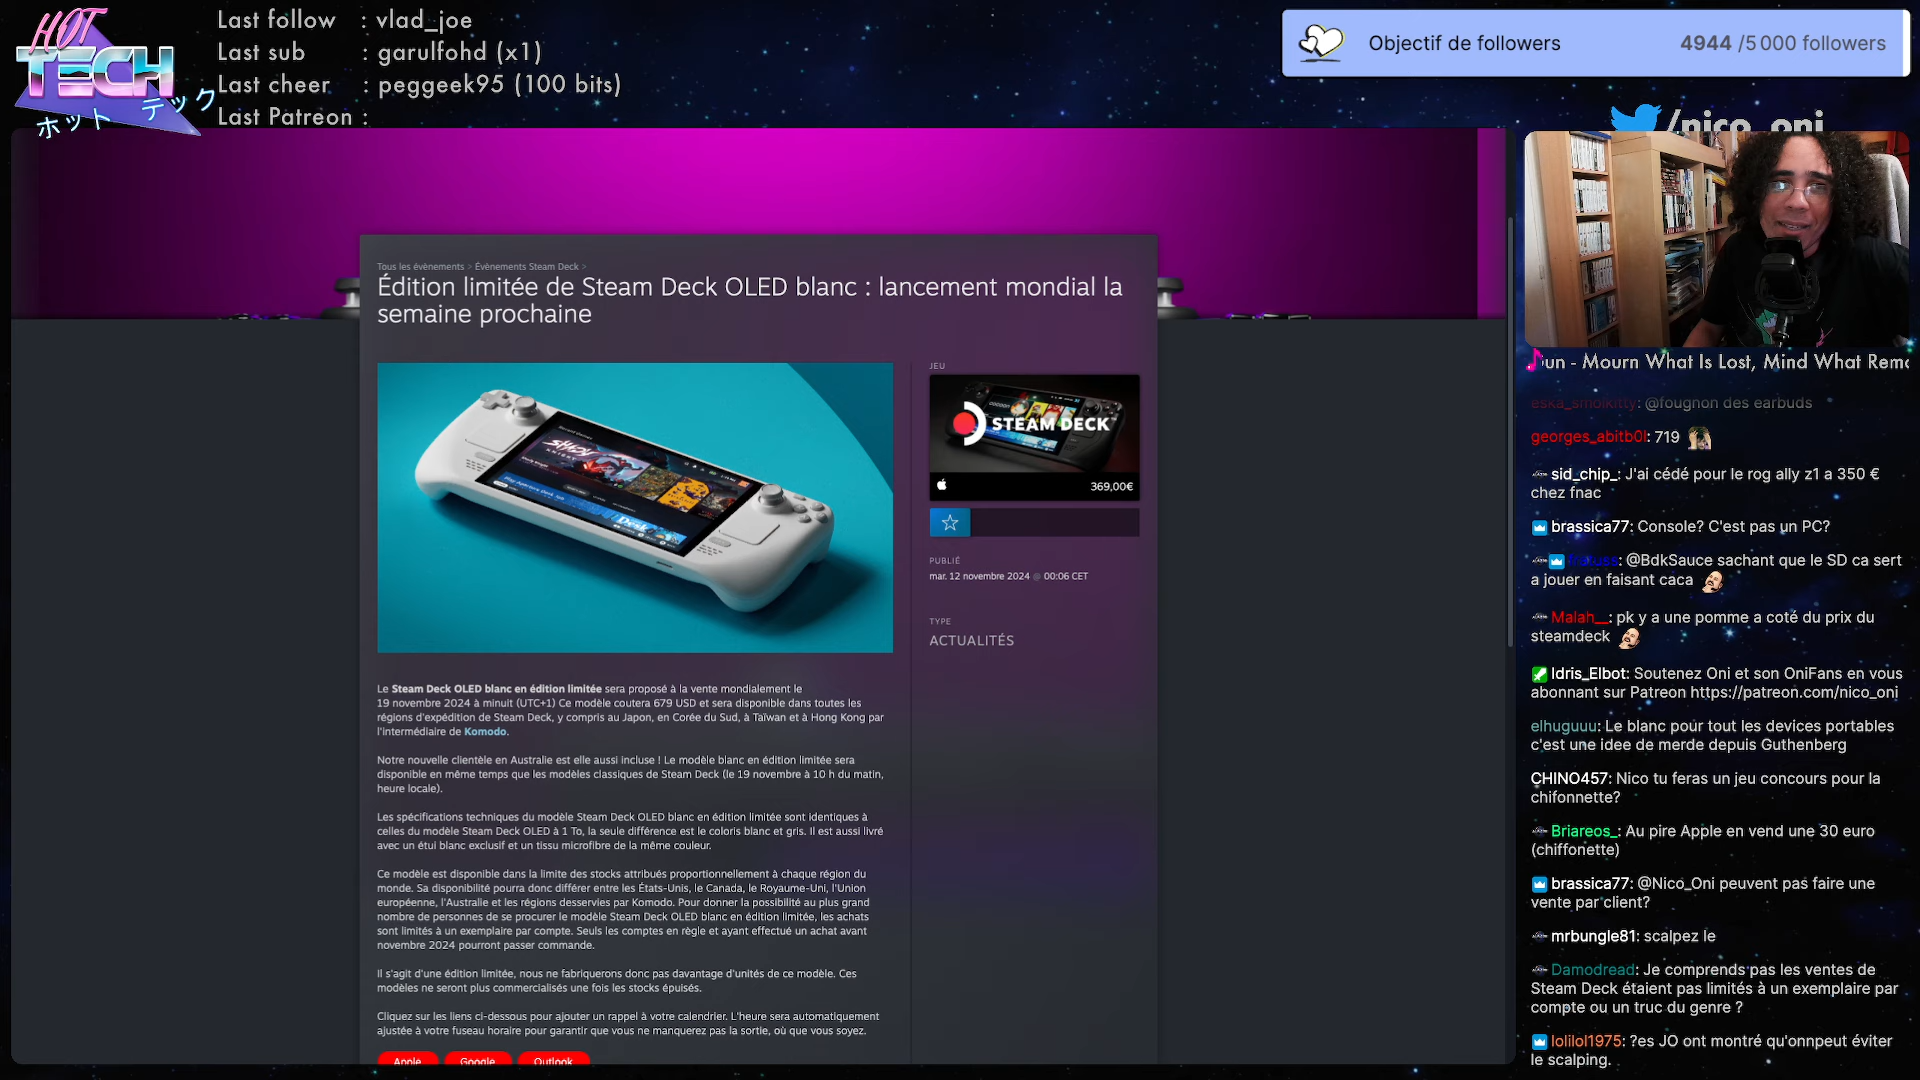 HOT
TECH
ホット テック
Last follow : vlad_joe
Last sub : garulfohd (x1)
Last cheer : peggeek95 (100 bits)
Last Patreon :
Objectif de followers 4944 /5 000 followers
/nico_oni
Tous les évènements > Évènements Steam Deck >
Édition limitée de Steam Deck OLED blanc : lancement mondial la
semaine prochaine
JEU
STEAM DECK
369,00€
PUBLIÉ
mar. 12 novembre 2024 @ 00:06 CET
TYPE
ACTUALITÉS
Le Steam Deck OLED blanc en édition limitée sera proposé à la vente mondialement le
19 novembre 2024 à minuit (UTC+1) Ce modèle coutera 679 USD et sera disponible dans toutes les
régions d'expédition de Steam Deck, y compris au Japon, en Corée du Sud, à Taïwan et à Hong Kong par
l'intermédiaire de Komodo.
Notre nouvelle clientèle en Australie est elle aussi incluse ! Le modèle blanc en édition limitée sera
disponible en même temps que les modèles classiques de Steam Deck (le 19 novembre à 10 h du matin,
heure locale).
Les spécifications techniques du modèle Steam Deck OLED blanc en édition limitée sont identiques à
celles du modèle Steam Deck OLED à 1 To, la seule différence est le coloris blanc et gris. Il est aussi livré
avec un étui blanc exclusif et un tissu microfibre de la même couleur.
Ce modèle est disponible dans la limite des stocks attribués proportionnellement à chaque région du
monde. Sa disponibilité pourra donc différer entre les États-Unis, le Canada, le Royaume-Uni, l'Union
européenne, l'Australie et les régions desservies par Komodo. Pour donner la possibilité au plus grand
nombre de personnes de se procurer le modèle Steam Deck OLED blanc en édition limitée, les achats
sont limités à un exemplaire par compte. Seuls les comptes en règle et ayant effectué un achat avant
novembre 2024 pourront passer commande.
Il s'agit d'une édition limitée, nous ne fabriquerons donc pas davantage d'unités de ce modèle. Ces
modèles ne seront plus commercialisés une fois les stocks épuisés.
Cliquez sur les liens ci-dessous pour ajouter un rappel à votre calendrier. L'heure sera automatiquement
ajustée à votre fuseau horaire pour garantir que vous ne manquerez pas la sortie, où que vous soyez.
Apple Google Outlook
un - Mourn What Is Lost, Mind What Rem
eska_smolkitty: @fougnon des earbuds
georges_abitb0l: 719
sid_chip_: J'ai cédé pour le rog ally z1 a 350 €
chez fnac
brassica77: Console? C'est pas un PC?
: @BdkSauce sachant que le SD ca sert
a jouer en faisant caca
Malah__: pk y a une pomme a coté du prix du
steamdeck
Idris_Elbot: Soutenez Oni et son OniFans en vous
abonnant sur Patreon https://patreon.com/nico_oni
elhuguuu: Le blanc pour tout les devices portables
c'est une idee de merde depuis Guthenberg
CHINO457: Nico tu feras un jeu concours pour la
chifonnette?
Briareos_: Au pire Apple en vend une 30 euro
(chiffonette)
brassica77: @Nico_Oni peuvent pas faire une
vente par client?
mrbungle81: scalpez le
Damodread: Je comprends pas les ventes de
Steam Deck étaient pas limités à un exemplaire par
compte ou un truc du genre ?
lolilol1975: ?es JO ont montré qu'onnpeut éviter
le scalping.